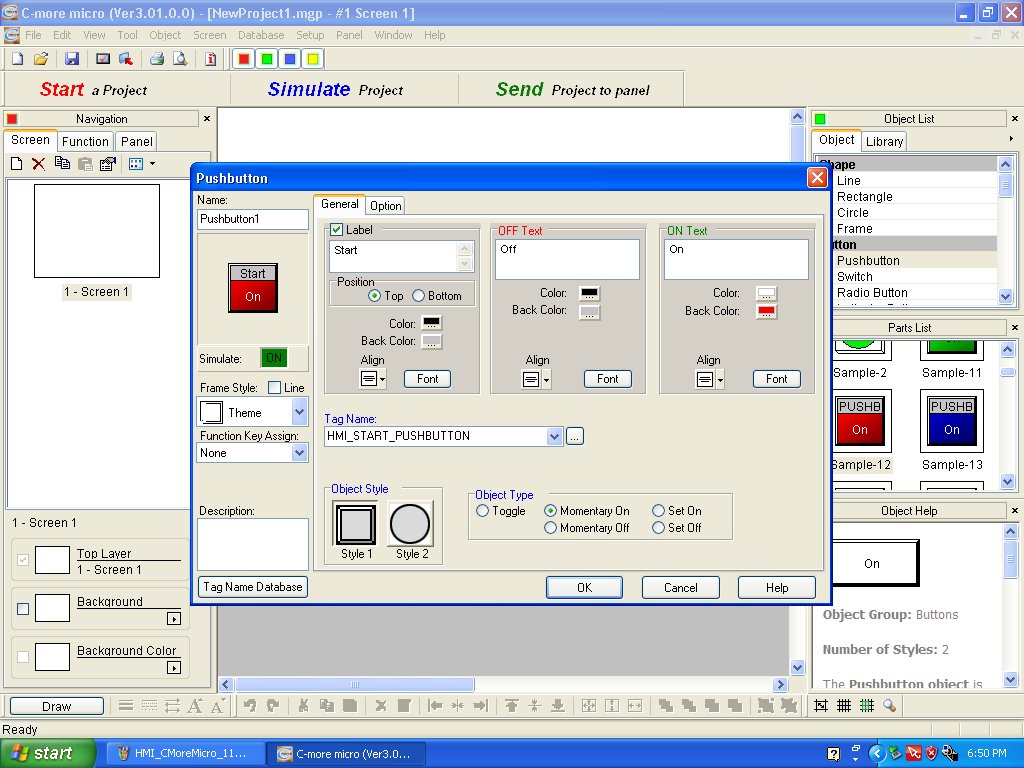 C-more micro (Ver3.01.0.0) - [NewProject1.mgp - #1 Screen 1]
File Edit View Tool Object Screen Database Setup Panel Window Help
Start a Project Simulate Project Send Project to panel
Navigation
Screen Function Panel
1 - Screen 1
1 - Screen 1
Top Layer
1 - Screen 1
Background
Background Color
Pushbutton
Name:
Pushbutton1
Start
On
Simulate: ON
Frame Style: Line
Theme
Function Key Assign:
None
Description:
Tag Name Database
General Option
Label
Start
Position
Top Bottom
Color:
Back Color:
Align
Font
OFF Text
Off
Color:
Back Color:
Align
Font
ON Text
On
Color:
Back Color:
Align
Font
Tag Name:
HMI_START_PUSHBUTTON
...
Object Style
Style 1 Style 2
Object Type
Toggle Momentary On Set On
Momentary Off Set Off
OK Cancel Help
Object List
Object Library
Line
Rectangle
Circle
Frame
Pushbutton
Switch
Radio Button
Parts List
Sample-2 Sample-11
PUSHB PUSHB
On On
Sample-12 Sample-13
Object Help
On
Object Group: Buttons
Number of Styles: 2
The Pushbutton object is
Draw
Ready
start HMI_CMoreMicro_11... C-more micro (Ver3.0... 6:50 PM